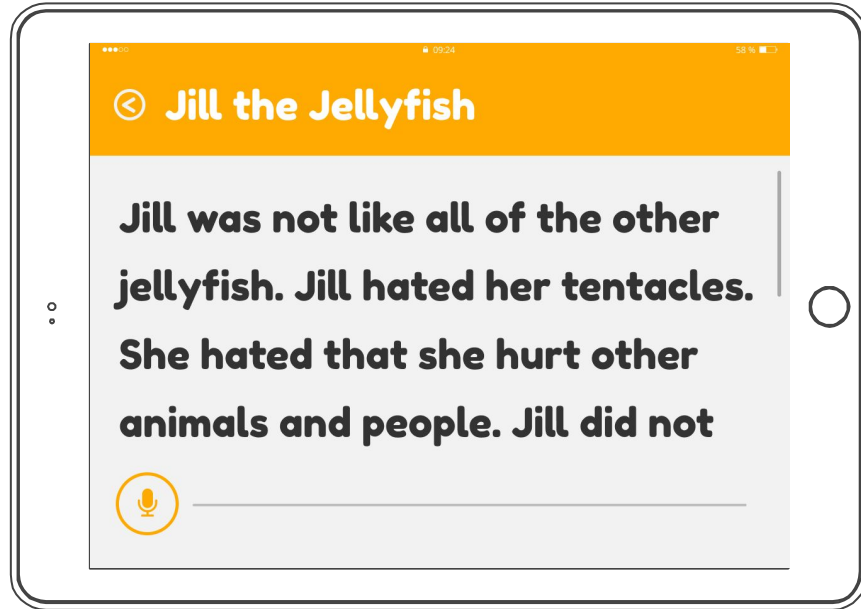 09:24
58 %
Jill the Jellyfish
Jill was not like all of the other
jellyfish. Jill hated her tentacles.
She hated that she hurt other
animals and people. Jill did not